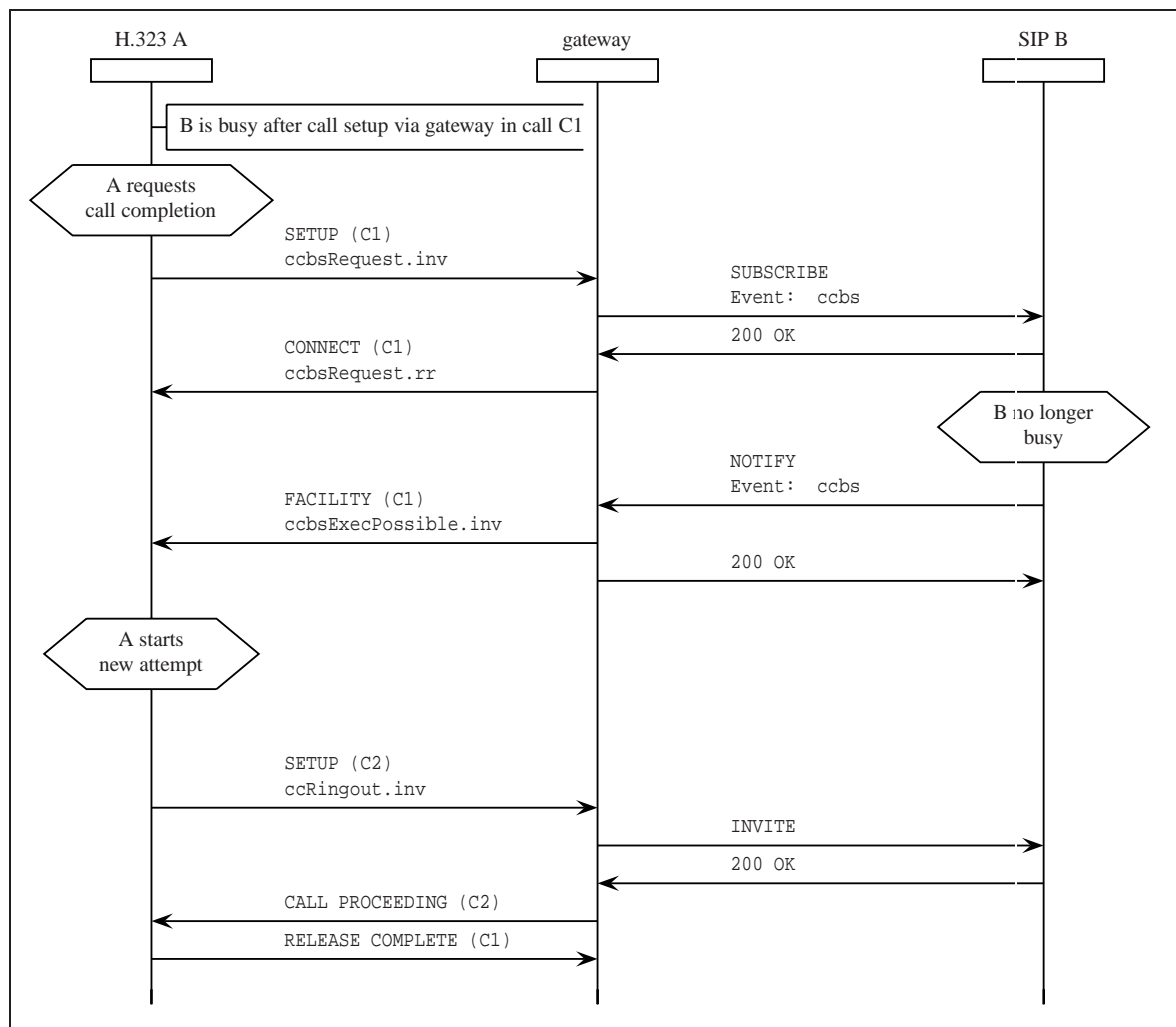 H.323 A
gateway
SIP B
B is busy after call setup via gateway in call C1
A requests
call completion
SETUP (C1)
ccbsRequest.inv
SUBSCRIBE
Event: ccbs
200 OK
CONNECT (C1)
ccbsRequest.rr
B no longer
busy
NOTIFY
Event: ccbs
FACILITY (C1)
ccbsExecPossible.inv
200 OK
A starts
new attempt
SETUP (C2)
ccRingout.inv
INVITE
200 OK
CALL PROCEEDING (C2)
RELEASE COMPLETE (C1)